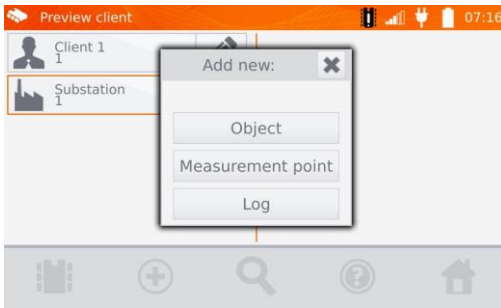 Preview client
07:16
Client 1
1
Substation
1
Add new:
Object
Measurement point
Log